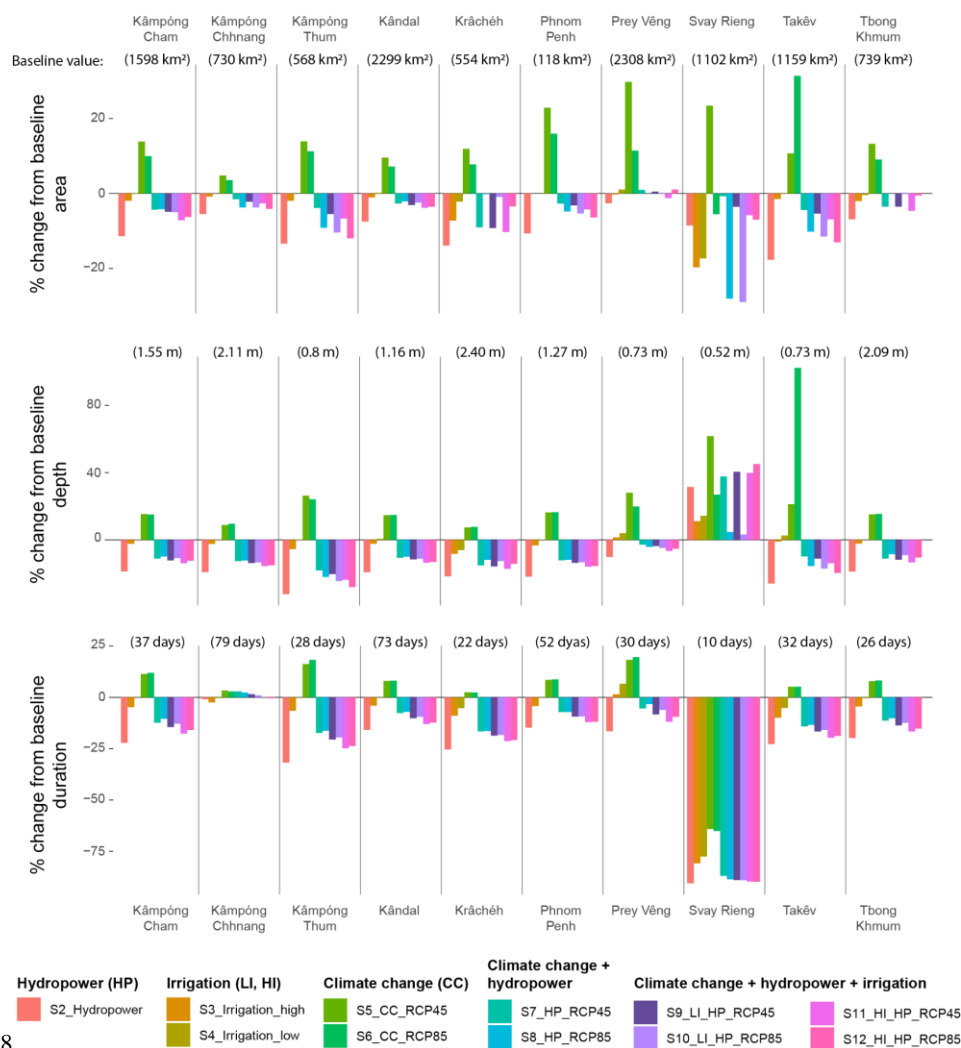 Kâmpóng Cham Kâmpóng Chhnang Kâmpóng Thum Kândal Krâchéh Phnom Penh Prey Vêng Svay Rieng Takêv Tbong Khmum
Baseline value: (1598 km²) (730 km²) (568 km²) (2299 km²) (554 km²) (118 km²) (2308 km²) (1102 km²) (1159 km²) (739 km²)
% change from baseline
area
20
0
−20
(1.55 m) (2.11 m) (0.8 m) (1.16 m) (2.40 m) (1.27 m) (0.73 m) (0.52 m) (0.73 m) (2.09 m)
% change from baseline
depth
80
40
0
(37 days) (79 days) (28 days) (73 days) (22 days) (52 dyas) (30 days) (10 days) (32 days) (26 days)
% change from baseline
duration
25
0
−25
−50
−75
Kâmpóng Cham Kâmpóng Chhnang Kâmpóng Thum Kândal Krâchéh Phnom Penh Prey Vêng Svay Rieng Takêv Tbong Khmum
Hydropower (HP)
S2_Hydropower
Irrigation (LI, HI)
S3_Irrigation_high
S4_Irrigation_low
Climate change (CC)
S5_CC_RCP45
S6_CC_RCP85
Climate change +
hydropower
S7_HP_RCP45
S8_HP_RCP85
Climate change + hydropower + irrigation
S9_LI_HP_RCP45
S10_LI_HP_RCP85
S11_HI_HP_RCP45
S12_HI_HP_RCP85
8